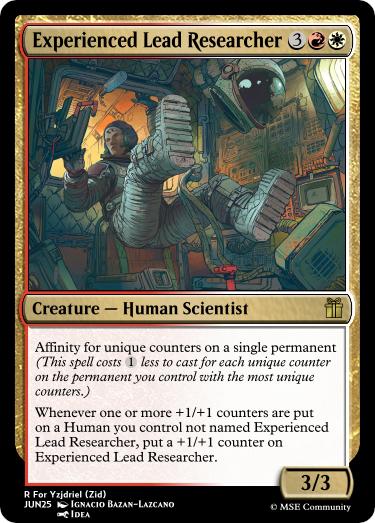 Experienced Lead Researcher 3
Creature — Human Scientist
Affinity for unique counters on a single permanent
(This spell costs 1 less to cast for each unique counter
on the permanent you control with the most unique
counters.)
Whenever one or more +1/+1 counters are put
on a Human you control not named Experienced
Lead Researcher, put a +1/+1 counter on
Experienced Lead Researcher.
3/3
R For Yzjdriel (Zid)
JUN25 Ignacio Bazan-Lazcano
Idea
© MSE Community